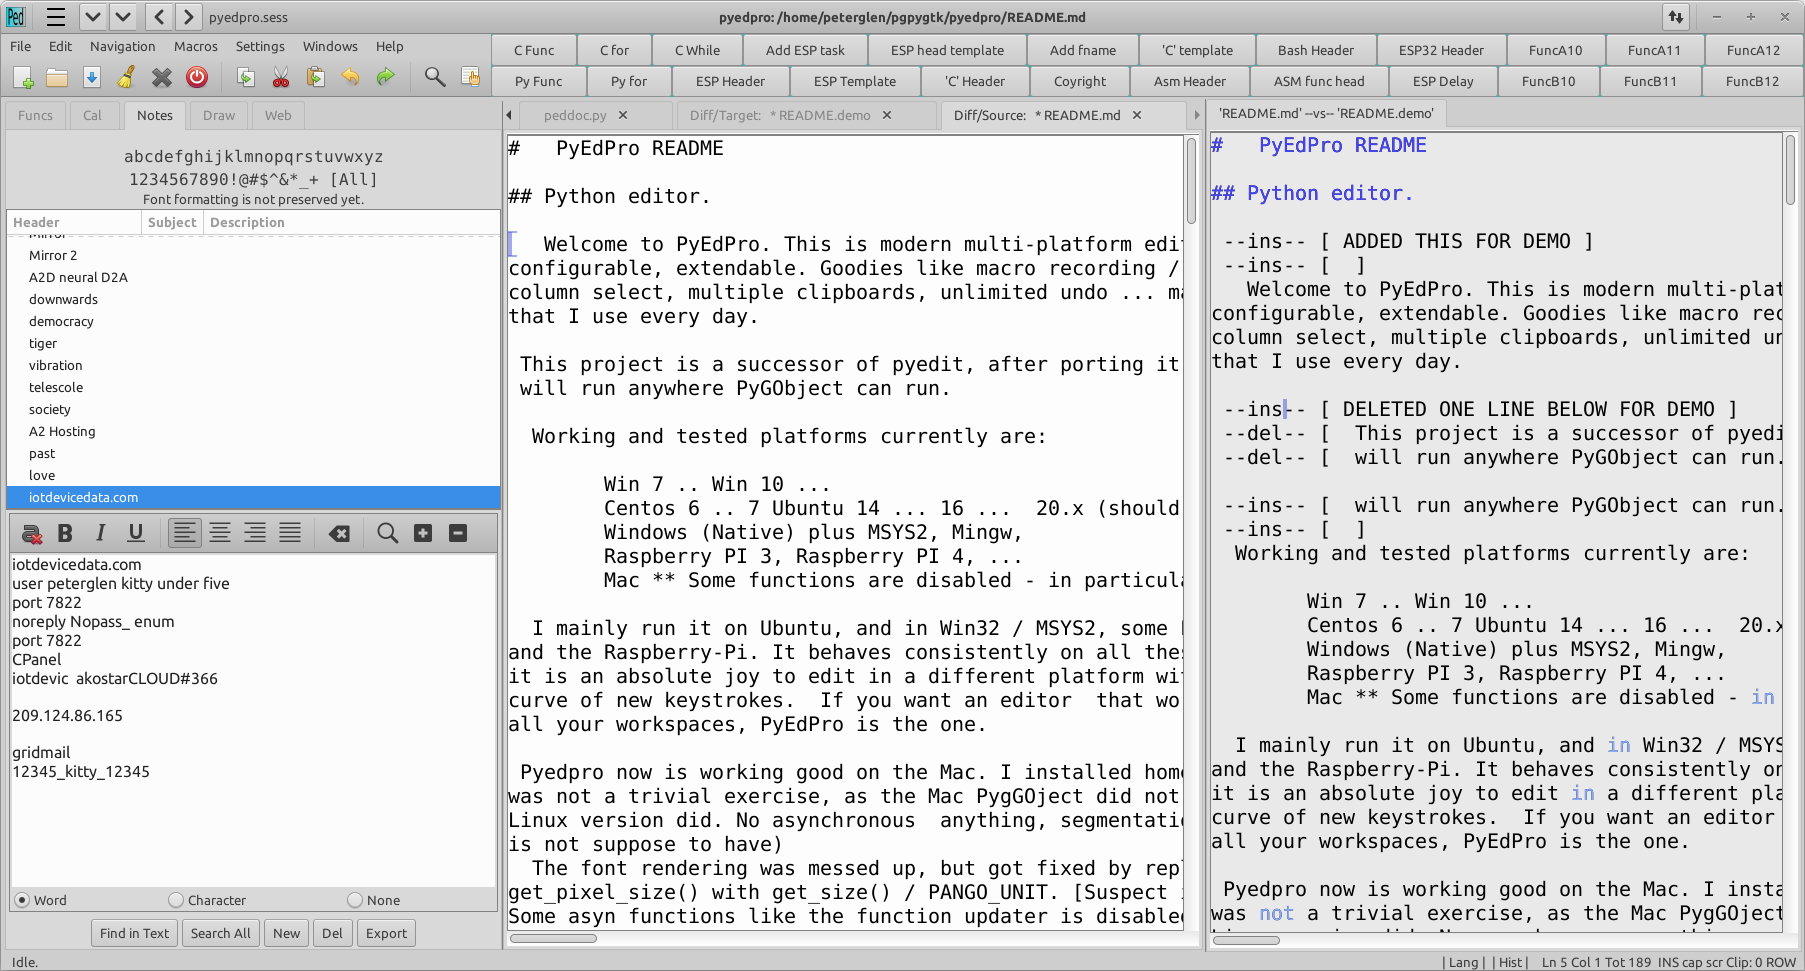 Ped
pyedpro.sess
pyedpro: /home/peterglen/pgpygtk/pyedpro/README.md
File Edit Navigation Macros Settings Windows Help
C Func C for C While Add ESP task ESP head template Add fname 'C' template Bash Header ESP32 Header FuncA10 FuncA11 FuncA12
Py Func Py for ESP Header ESP Template 'C' Header Coyright Asm Header ASM func head ESP Delay FuncB10 FuncB11 FuncB12
Funcs Cal Notes Draw Web
abcdefghijklmnopqrstuvwxyz
1234567890!@#$^&*_+ [All]
Font formatting is not preserved yet.
Header Subject Description
Mirror
Mirror 2
A2D neural D2A
downwards
democracy
tiger
vibration
telescole
society
A2 Hosting
past
love
iotdevicedata.com
a B I U
iotdevicedata.com
user peterglen kitty under five
port 7822
noreply Nopass_ enum
port 7822
CPanel
iotdevic akostarCLOUD#366
209.124.86.165
gridmail
12345_kitty_12345
Word Character None
Find in Text Search All New Del Export
Idle.
peddoc.py Diff/Target: * README.demo Diff/Source: * README.md
# PyEdPro README
## Python editor.
Welcome to PyEdPro. This is modern multi-platform edi
configurable, extendable. Goodies like macro recording /
column select, multiple clipboards, unlimited undo ... ma
that I use every day.
This project is a successor of pyedit, after porting it
will run anywhere PyGObject can run.
Working and tested platforms currently are:
Win 7 .. Win 10 ...
Centos 6 .. 7 Ubuntu 14 ... 16 ... 20.x (should
Windows (Native) plus MSYS2, Mingw,
Raspberry PI 3, Raspberry PI 4, ...
Mac ** Some functions are disabled - in particula
I mainly run it on Ubuntu, and in Win32 / MSYS2, some
and the Raspberry-Pi. It behaves consistently on all thes
it is an absolute joy to edit in a different platform wi
curve of new keystrokes. If you want an editor that wo
all your workspaces, PyEdPro is the one.
Pyedpro now is working good on the Mac. I installed home
was not a trivial exercise, as the Mac PygGOject did not
Linux version did. No asynchronous anything, segmentati
is not suppose to have)
The font rendering was messed up, but got fixed by repl
get_pixel_size() with get_size() / PANGO_UNIT. [Suspect
Some asyn functions like the function updater is disabled
'README.md' --vs-- 'README.demo'
# PyEdPro README
## Python editor.
--ins-- [ ADDED THIS FOR DEMO ]
--ins-- [ ]
Welcome to PyEdPro. This is modern multi-plat
configurable, extendable. Goodies like macro rec
column select, multiple clipboards, unlimited un
that I use every day.
--ins-- [ DELETED ONE LINE BELOW FOR DEMO ]
--del-- [ This project is a successor of pyedi
--del-- [ will run anywhere PyGObject can run.
--ins-- [ will run anywhere PyGObject can run.
--ins-- [ ]
Working and tested platforms currently are:
Win 7 .. Win 10 ...
Centos 6 .. 7 Ubuntu 14 ... 16 ... 20.x
Windows (Native) plus MSYS2, Mingw,
Raspberry PI 3, Raspberry PI 4, ...
Mac ** Some functions are disabled - in
I mainly run it on Ubuntu, and in Win32 / MSYS
and the Raspberry-Pi. It behaves consistently on
it is an absolute joy to edit in a different pla
curve of new keystrokes. If you want an editor
all your workspaces, PyEdPro is the one.
Pyedpro now is working good on the Mac. I insta
was not a trivial exercise, as the Mac PygGOject
| Lang | | Hist | Ln 5 Col 1 Tot 189 INS cap scr Clip: 0 ROW